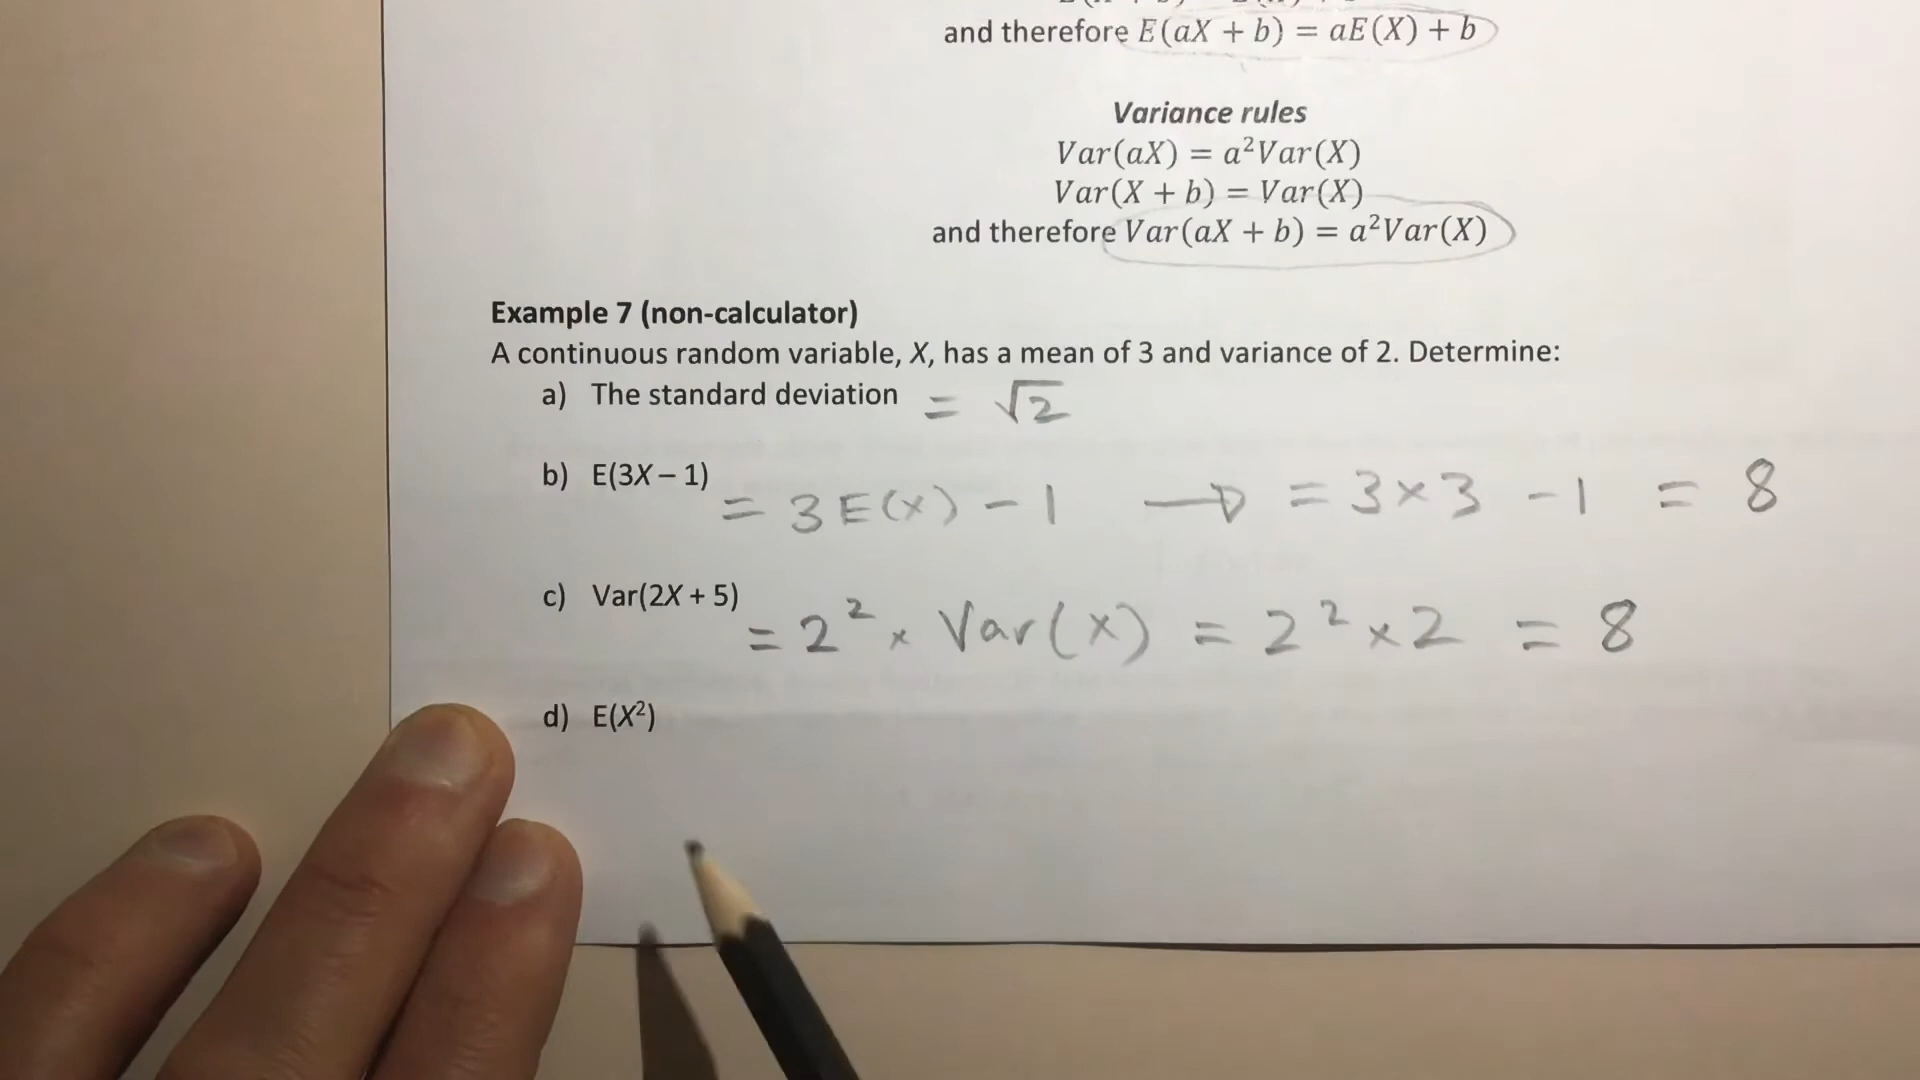 and therefore E(aX + b) = aE(X) + b
Variance rules
Var(aX) = a²Var(X)
Var(X + b) = Var(X)
and therefore Var(aX + b) = a²Var(X)
Example 7 (non-calculator)
A continuous random variable, X, has a mean of 3 and variance of 2. Determine:
a) The standard deviation = √2
b) E(3X – 1) = 3E(X) - 1 → = 3 × 3 - 1 = 8
c) Var(2X + 5) = 2² × Var(X) = 2² × 2 = 8
d) E(X²)